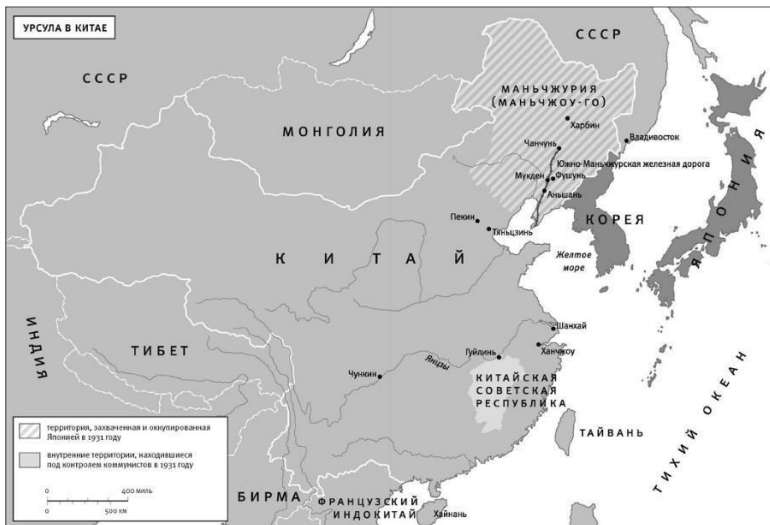 УРСУЛА В КИТАЕ
СССР
СССР
МАНЬЧЖУРИЯ
(МАНЬЧЖОУ-ГО)
Харбин
МОНГОЛИЯ
Чанчунь
Владивосток
Южно-Маньчжурская железная дорога
Мукден
Фушунь
Аньшань
КОРЕЯ
ЯПОНИЯ
Пекин
Тяньцзинь
КИТАЙ
Желтое
море
ИНДИЯ
ТИБЕТ
Шанхай
Гуйлинь
Ханчжоу
Янцзы
Чункин
КИТАЙСКАЯ
СОВЕТСКАЯ
РЕСПУБЛИКА
ТАЙВАНЬ
ТИХИЙ ОКЕАН
территория, захваченная и оккупированная
Японией в 1931 году
внутренние территории, находившиеся
под контролем коммунистов в 1931 году
0 400 миль
0 500 км
БИРМА
ФРАНЦУЗСКИЙ
ИНДОКИТАЙ
Хайнань